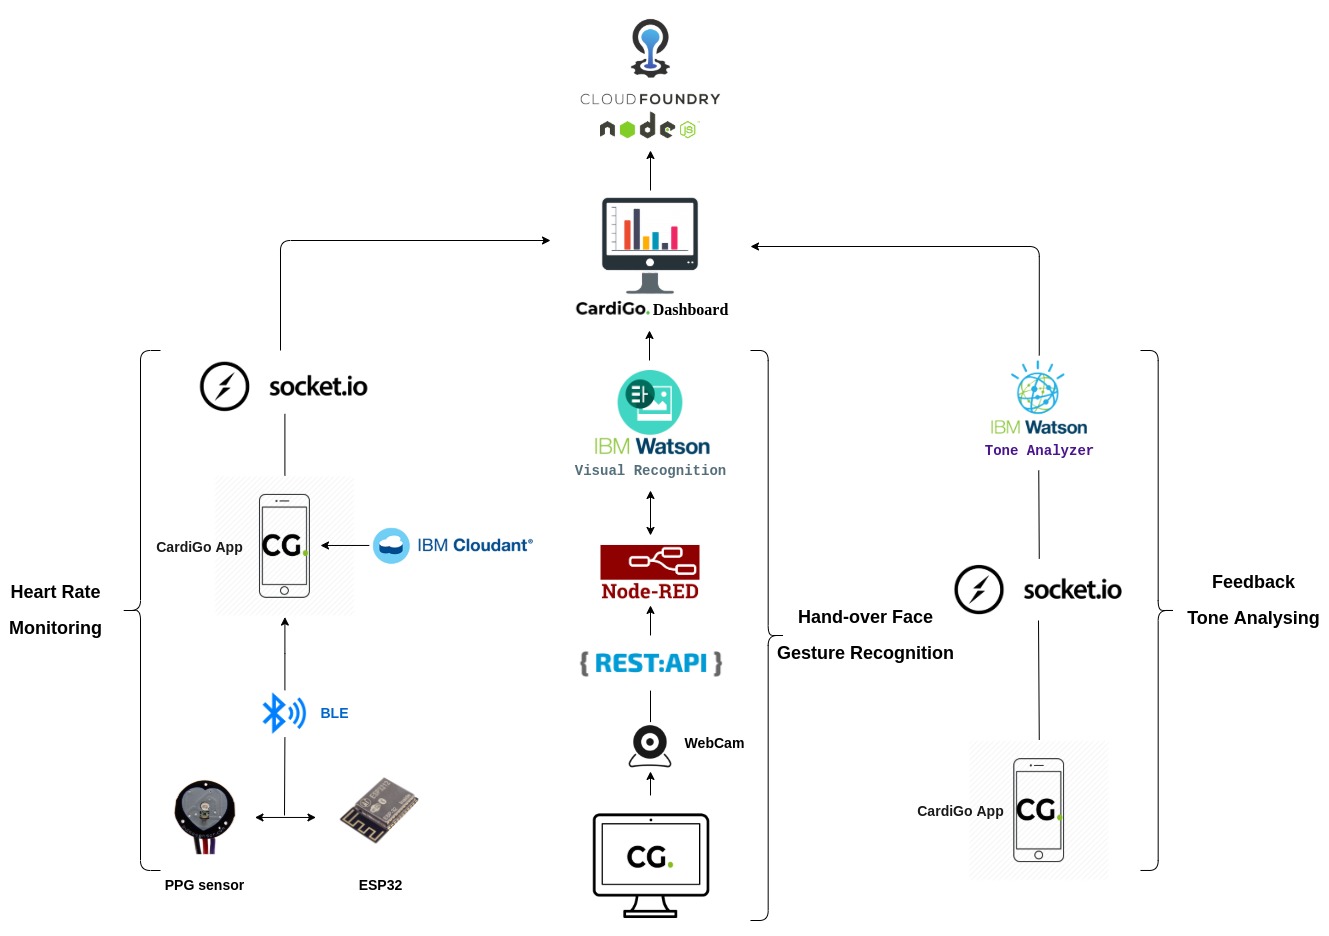 CLOUDFOUNDRY
node JS
CardiGo. Dashboard
socket.io
IBM Watson
Visual Recognition
IBM Watson
Tone Analyzer
CardiGo App
CG.
IBM Cloudant®
Node-RED
socket.io
Heart Rate
Monitoring
Hand-over Face
Gesture Recognition
Feedback
Tone Analysing
{ REST:API }
BLE
WebCam
CardiGo App
CG.
CG.
PPG sensor
ESP32